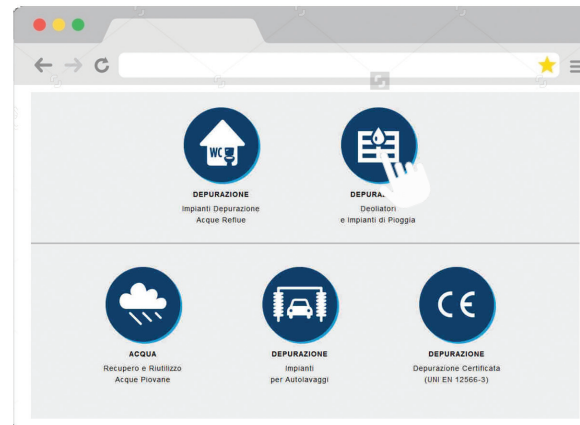 WC
DEPURAZIONE
Impianti Depurazione
Acque Reflue
Deoliatori
e Impianti di Pioggia
ACQUA
Recupero e Riutilizzo
Acque Piovane
DEPURAZIONE
Impianti
per Autolavaggi
CE
DEPURAZIONE
Depurazione Certificata
(UNI EN 12566-3)